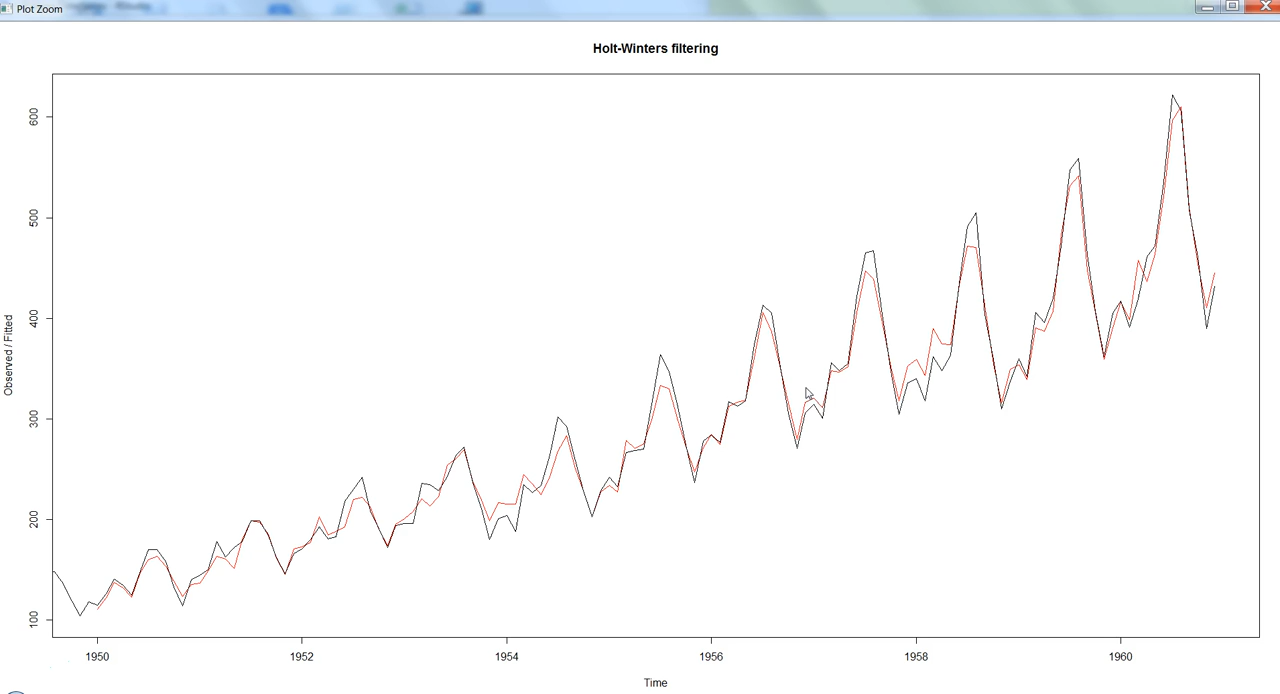 Plot Zoom
Holt-Winters filtering
Observed / Fitted
600
500
400
300
200
100
1950 1952 1954 1956 1958 1960
Time